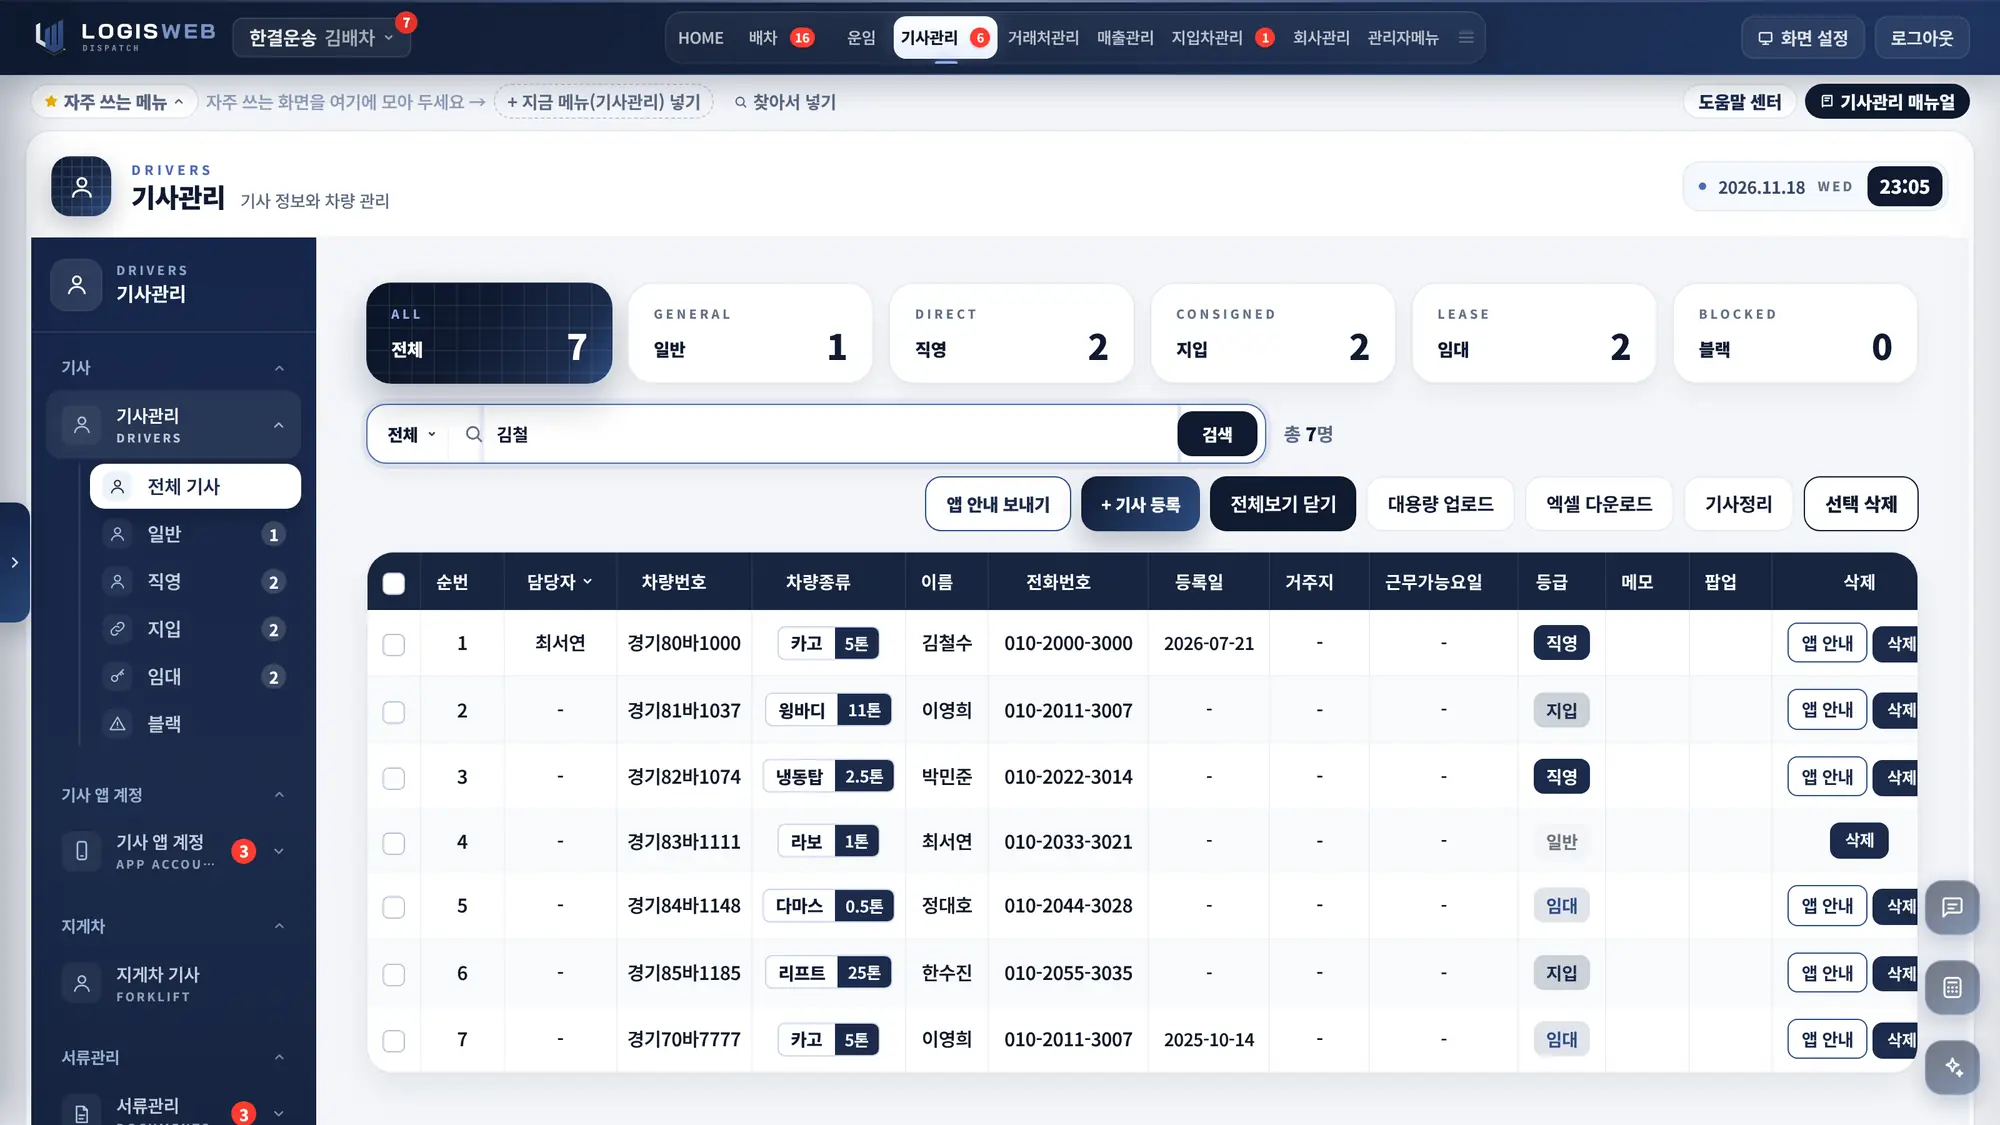 LOGISWEB
DISPATCH
한결운송 김배차
7
HOME 배차 16 운임 기사관리 6 거래처관리 매출관리 지입차관리 1 회사관리 관리자메뉴
화면 설정 로그아웃
자주 쓰는 메뉴 자주 쓰는 화면을 여기에 모아 두세요 → + 지금 메뉴(기사관리) 넣기 찾아서 넣기
도움말 센터 기사관리 매뉴얼
DRIVERS
기사관리 기사 정보와 차량 관리
2026.11.18 WED 23:05
DRIVERS
기사관리
기사
기사관리
DRIVERS
전체 기사
일반 1
직영 2
지입 2
임대 2
블랙
기사 앱 계정
기사 앱 계정
APP ACCOU… 3
지게차
지게차 기사
FORKLIFT
서류관리
서류관리 3
ALL
전체 7
GENERAL
일반 1
DIRECT
직영 2
CONSIGNED
지입 2
LEASE
임대 2
BLOCKED
블랙 0
전체 김철 검색 총 7명
앱 안내 보내기 + 기사 등록 전체보기 닫기 대용량 업로드 엑셀 다운로드 기사정리 선택 삭제
순번 담당자 차량번호 차량종류 이름 전화번호 등록일 거주지 근무가능요일 등급 메모 팝업 삭제
1 최서연 경기80바1000 카고 5톤 김철수 010-2000-3000 2026-07-21 - - 직영 앱 안내 삭제
2 - 경기81바1037 윙바디 11톤 이영희 010-2011-3007 - - - 지입 앱 안내 삭제
3 - 경기82바1074 냉동탑 2.5톤 박민준 010-2022-3014 - - - 직영 앱 안내 삭제
4 - 경기83바1111 라보 1톤 최서연 010-2033-3021 - - - 일반 삭제
5 - 경기84바1148 다마스 0.5톤 정대호 010-2044-3028 - - - 임대 앱 안내 삭제
6 - 경기85바1185 리프트 25톤 한수진 010-2055-3035 - - - 지입 앱 안내 삭제
7 - 경기70바7777 카고 5톤 이영희 010-2011-3007 2025-10-14 - - 임대 앱 안내 삭제